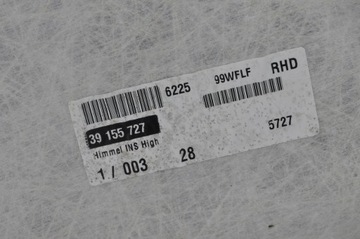 6225
99WFLF
RHD
39 155 727
Himmel INS High
1 / 003
28
5727